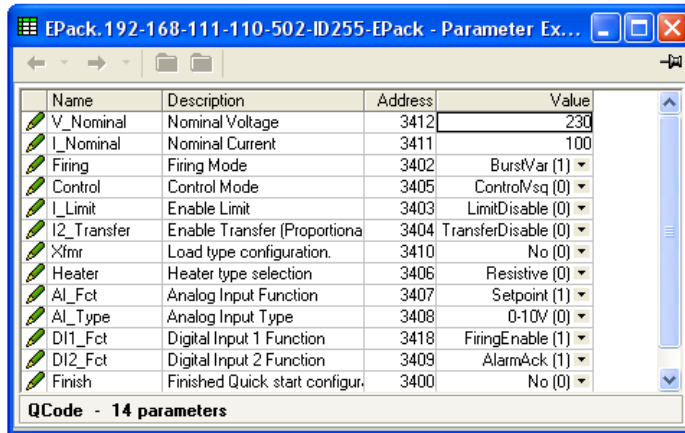 EPack.192-168-111-110-502-ID255-EPack - Parameter Ex...
Name Description Address Value
V_Nominal Nominal Voltage 3412 230
I_Nominal Nominal Current 3411 100
Firing Firing Mode 3402 BurstVar (1)
Control Control Mode 3405 ControlVsq (0)
I_Limit Enable Limit 3403 LimitDisable (0)
I2_Transfer Enable Transfer (Proportiona 3404 TransferDisable (0)
Xfmr Load type configuration. 3410 No (0)
Heater Heater type selection 3406 Resistive (0)
AI_Fct Analog Input Function 3407 Setpoint (1)
AI_Type Analog Input Type 3408 0-10V (0)
DI1_Fct Digital Input 1 Function 3418 FiringEnable (1)
DI2_Fct Digital Input 2 Function 3409 AlarmAck (1)
Finish Finished Quick start configur. 3400 No (0)
QCode - 14 parameters